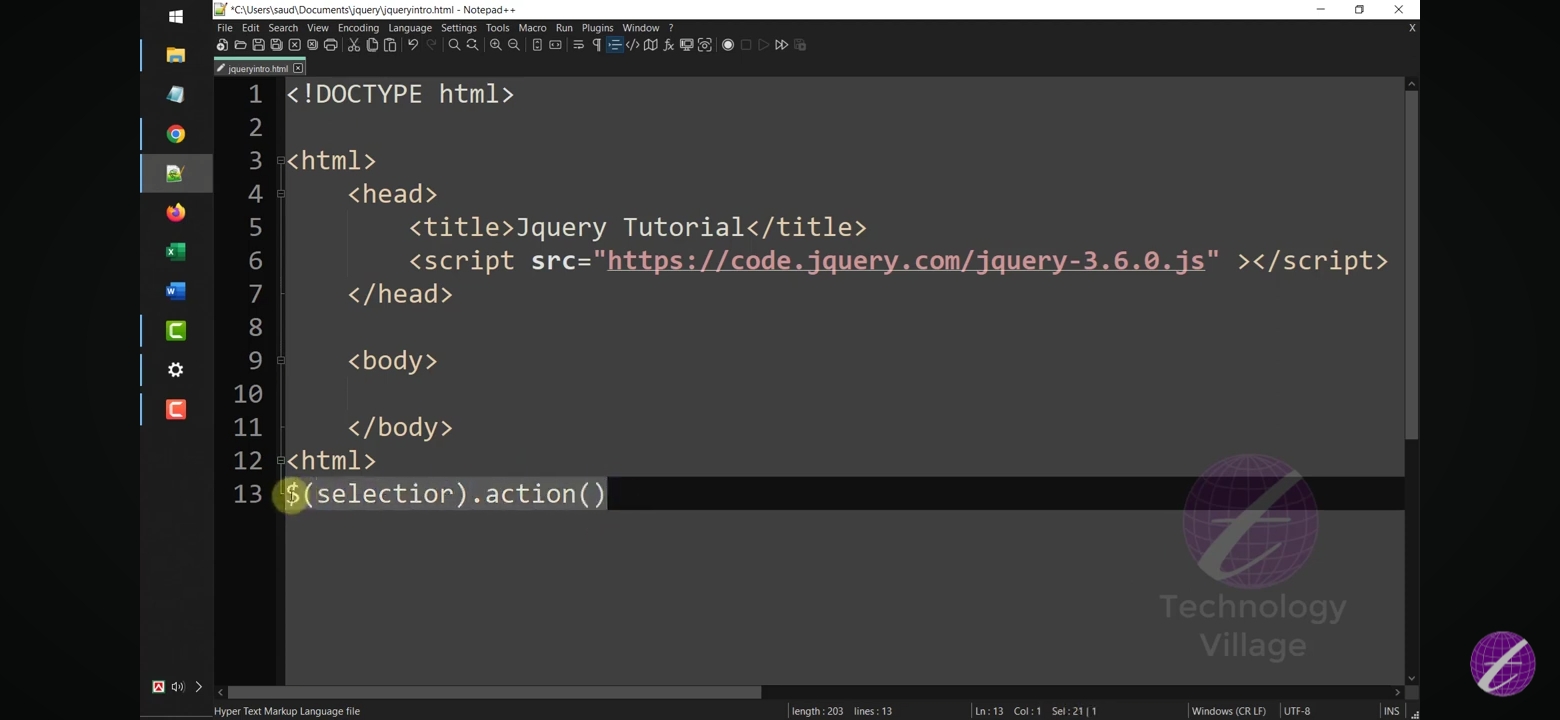 *C:\Users\saud\Documents\jquery\jqueryintro.html - Notepad++
File Edit Search View Encoding Language Settings Tools Macro Run Plugins Window ? X
jqueryintro.html
1 <!DOCTYPE html>
2
3 <html>
4 <head>
5 <title>Jquery Tutorial</title>
6 <script src="https://code.jquery.com/jquery-3.6.0.js" ></script>
7 </head>
8
9 <body>
10
11 </body>
12 <html>
13 $(selectior).action()
Technology
Village
Hyper Text Markup Language file length : 203 lines : 13 Ln : 13 Col : 1 Sel : 21 | 1 Windows (CR LF) UTF-8 INS